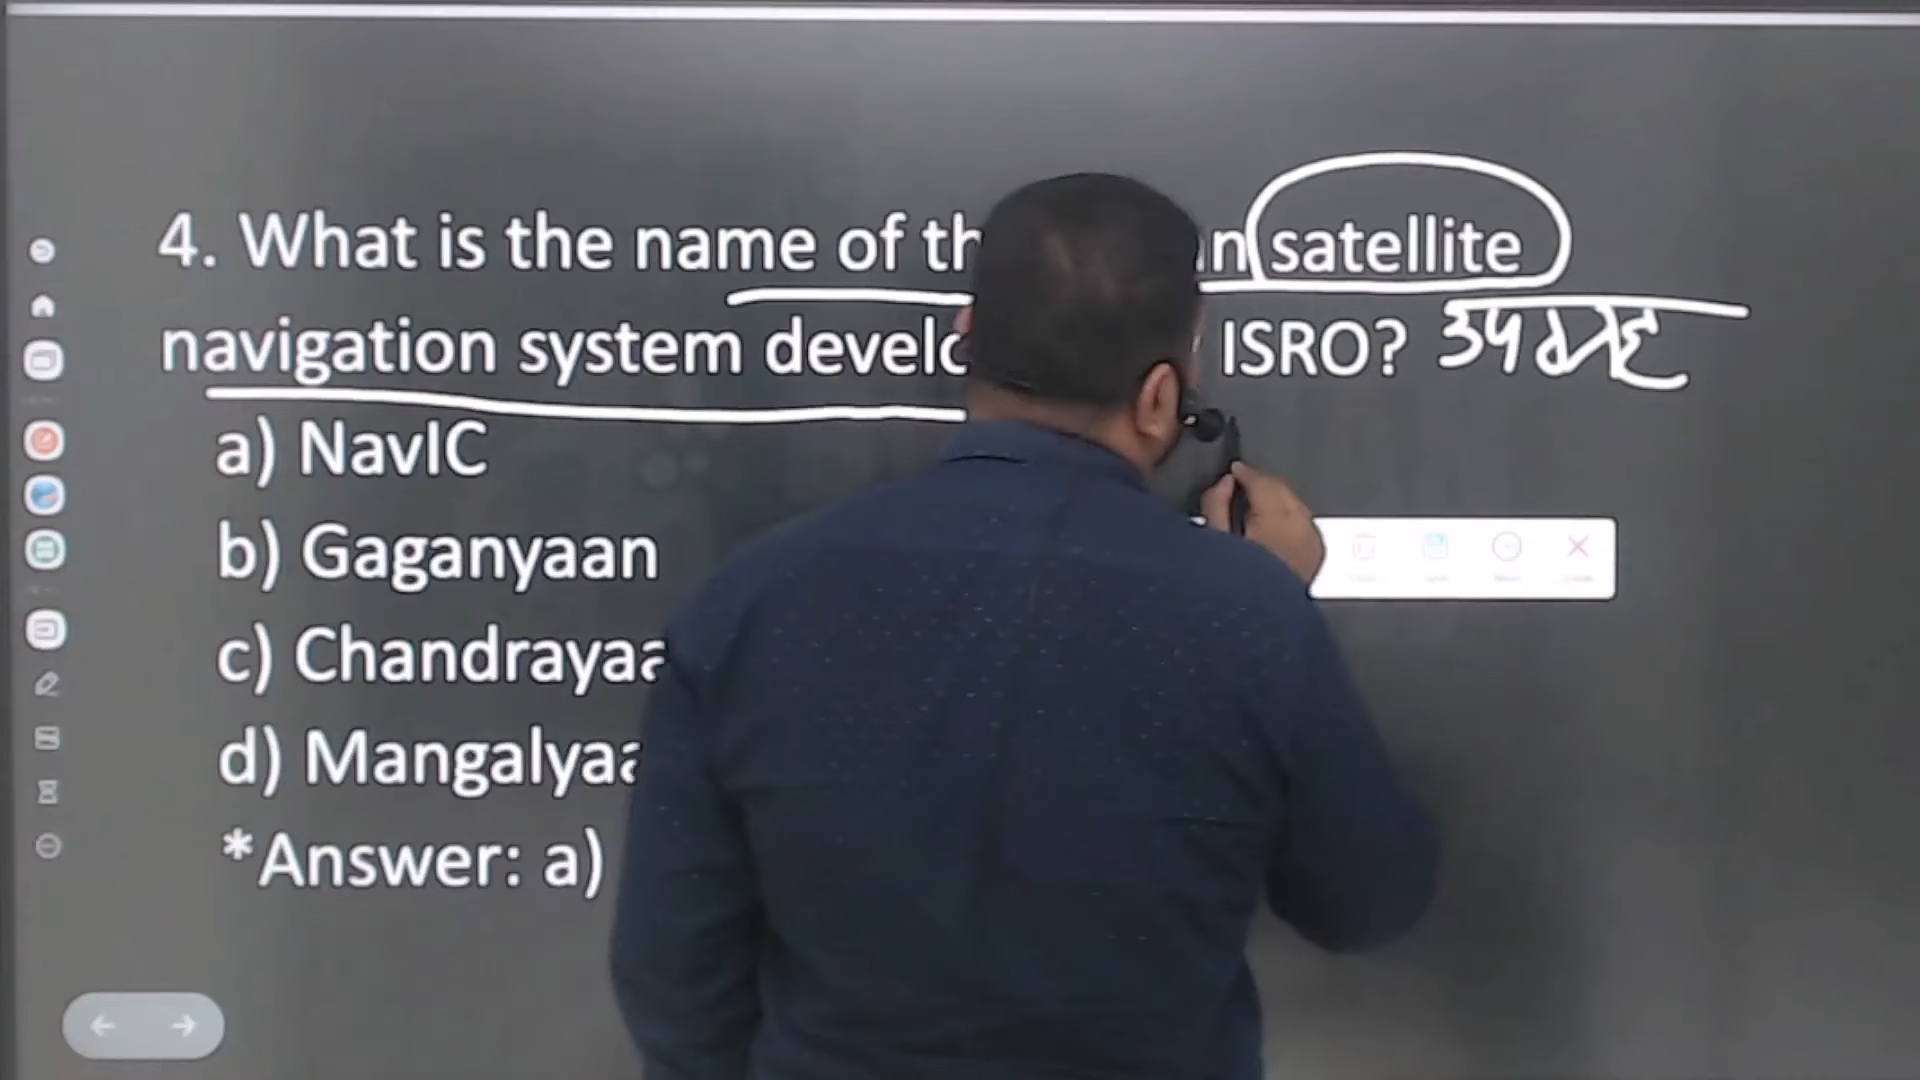 4. What is the name of th n satellite
navigation system develo ISRO? उपग्रह
a) NavIC
b) Gaganyaan
c) Chandrayaa
d) Mangalyaa
*Answer: a)